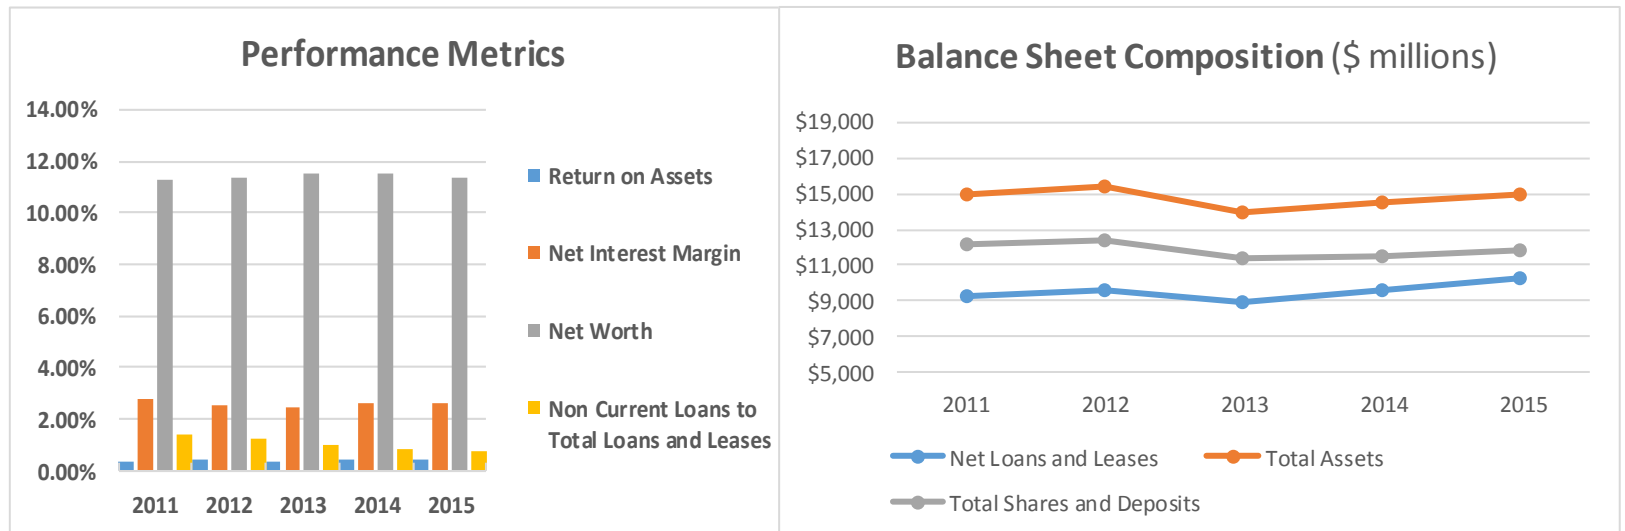 Performance Metrics
14.00%
12.00%
10.00%
8.00%
6.00%
4.00%
2.00%
0.00%
2011 2012 2013 2014 2015
Return on Assets
Net Interest Margin
Net Worth
Non Current Loans to
Total Loans and Leases
Balance Sheet Composition ($ millions)
$19,000
$17,000
$15,000
$13,000
$11,000
$9,000
$7,000
$5,000
2011 2012 2013 2014 2015
Net Loans and Leases Total Assets
Total Shares and Deposits